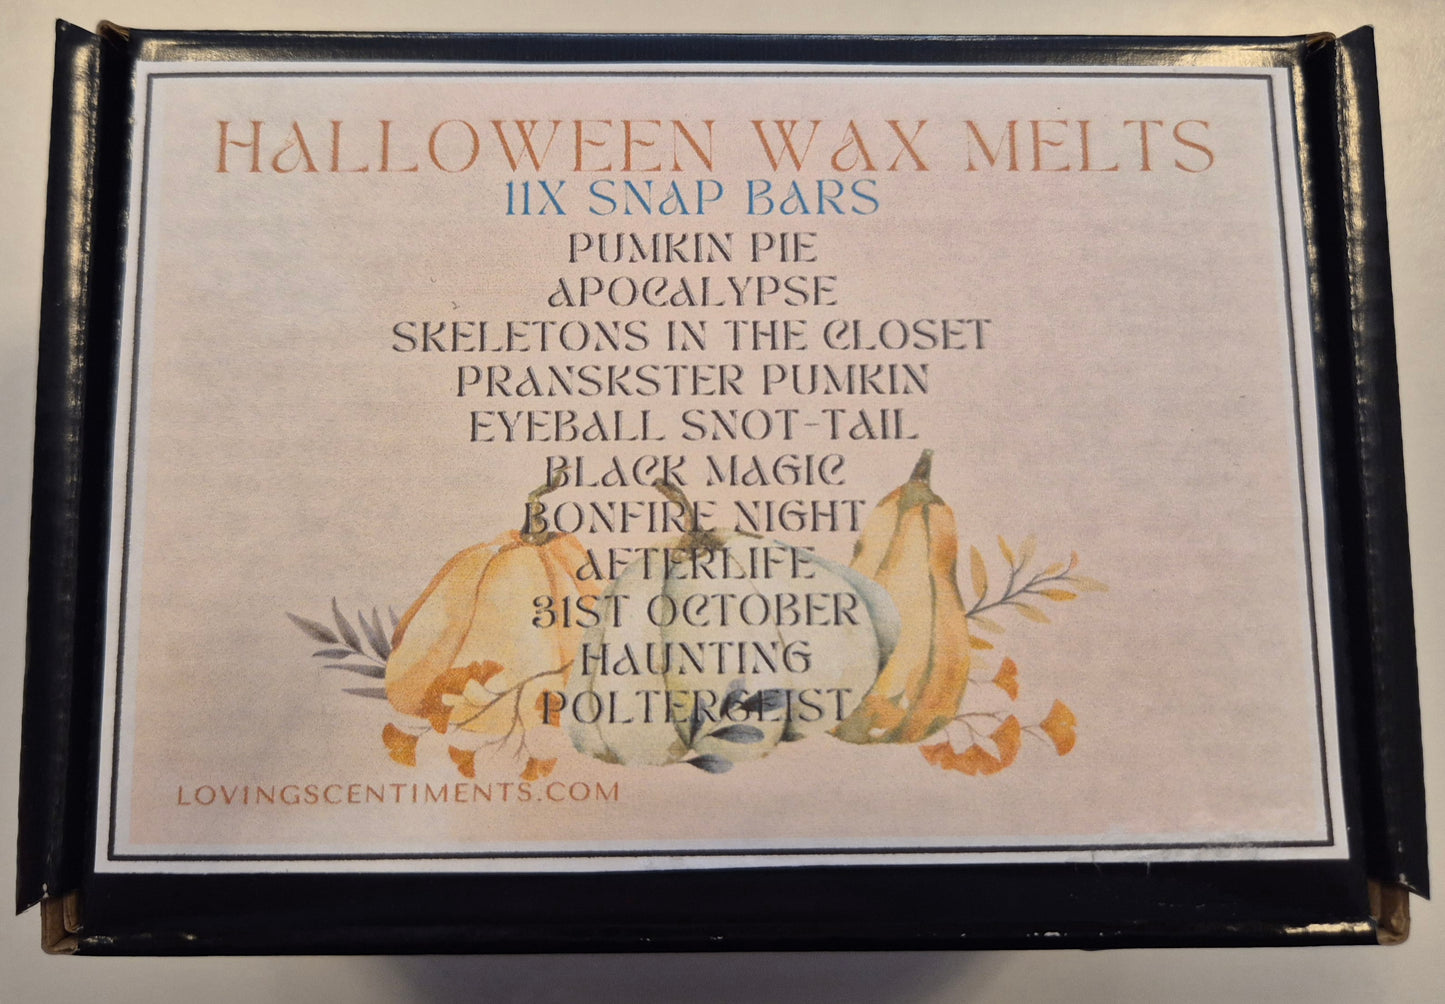 HALLOWEEN WAX MELTS
11X SNAP BARS
PUMKIN PIE
APOCALYPSE
SKELETONS IN THE CLOSET
PRANSKSTER PUMKIN
EYEBALL SNOT-TAIL
BLACK MAGIC
BONFIRE NIGHT
AFTERLIFE
31ST OCTOBER
HAUNTING
POLTERGEIST
LOVINGSCENTIMENTS.COM